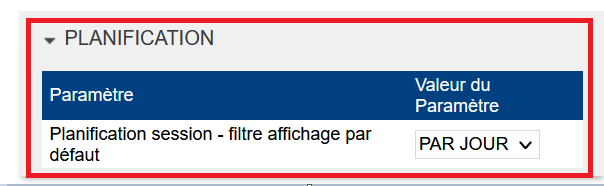 PLANIFICATION
Paramètre
Valeur du
Paramètre
Planification session - filtre affichage par
défaut
PAR JOUR